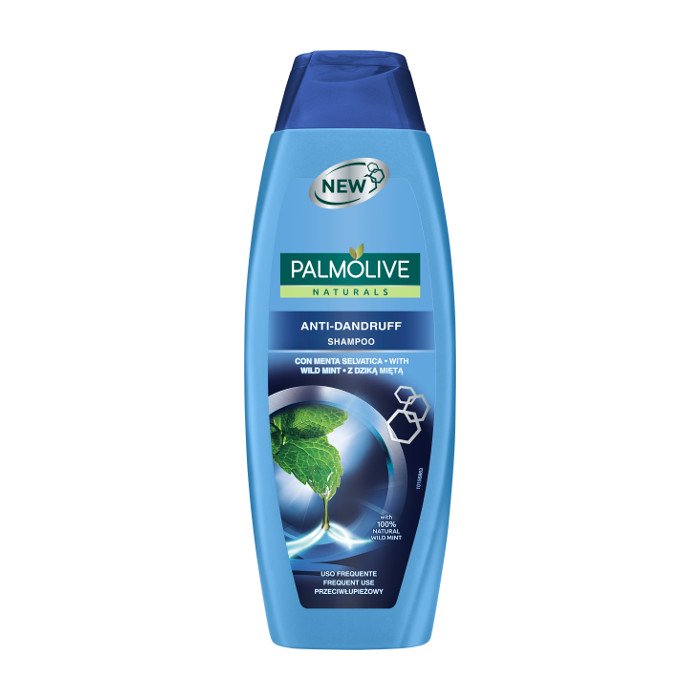 NEW
PALMOLIVE
NATURALS
ANTI-DANDRUFF
SHAMPOO
CON MENTA SELVATICA • WITH
WILD MINT • Z DZIKĄ MIĘTĄ
with
100%
NATURAL
WILD MINT
USO FREQUENTE
FREQUENT USE
PRZECIWŁUPIEŻOWY